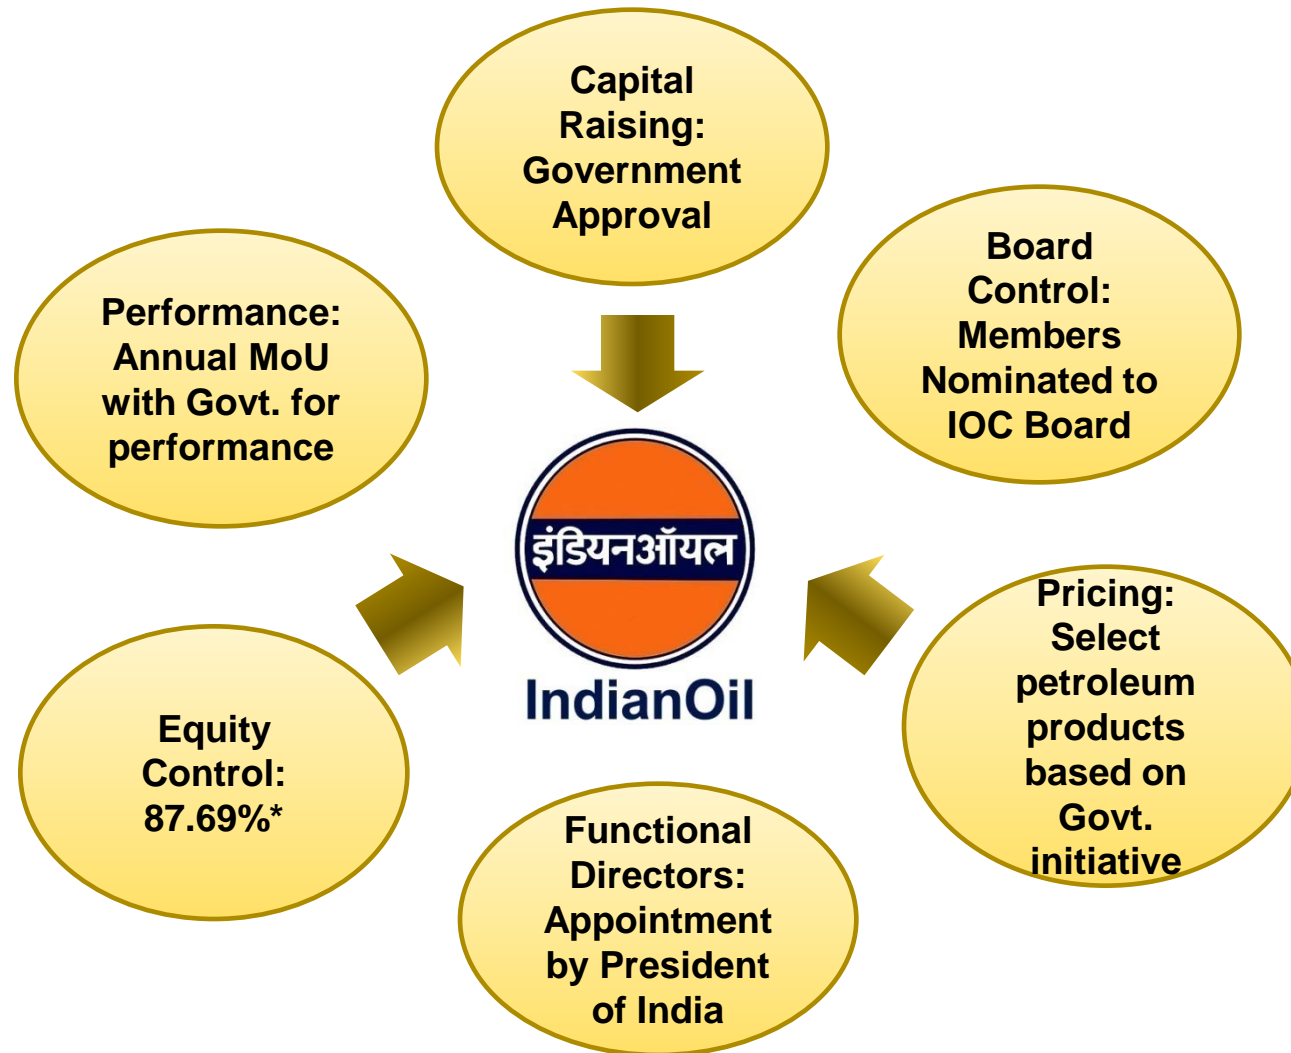 Capital
Raising:
Government
Approval
Board
Control:
Members
Nominated to
IOC Board
Performance:
Annual MoU
with Govt. for
performance
इंडियनऑयल
IndianOil
Pricing:
Select
petroleum
products
based on
Govt.
initiative
Equity
Control:
87.69%*
Functional
Directors:
Appointment
by President
of India